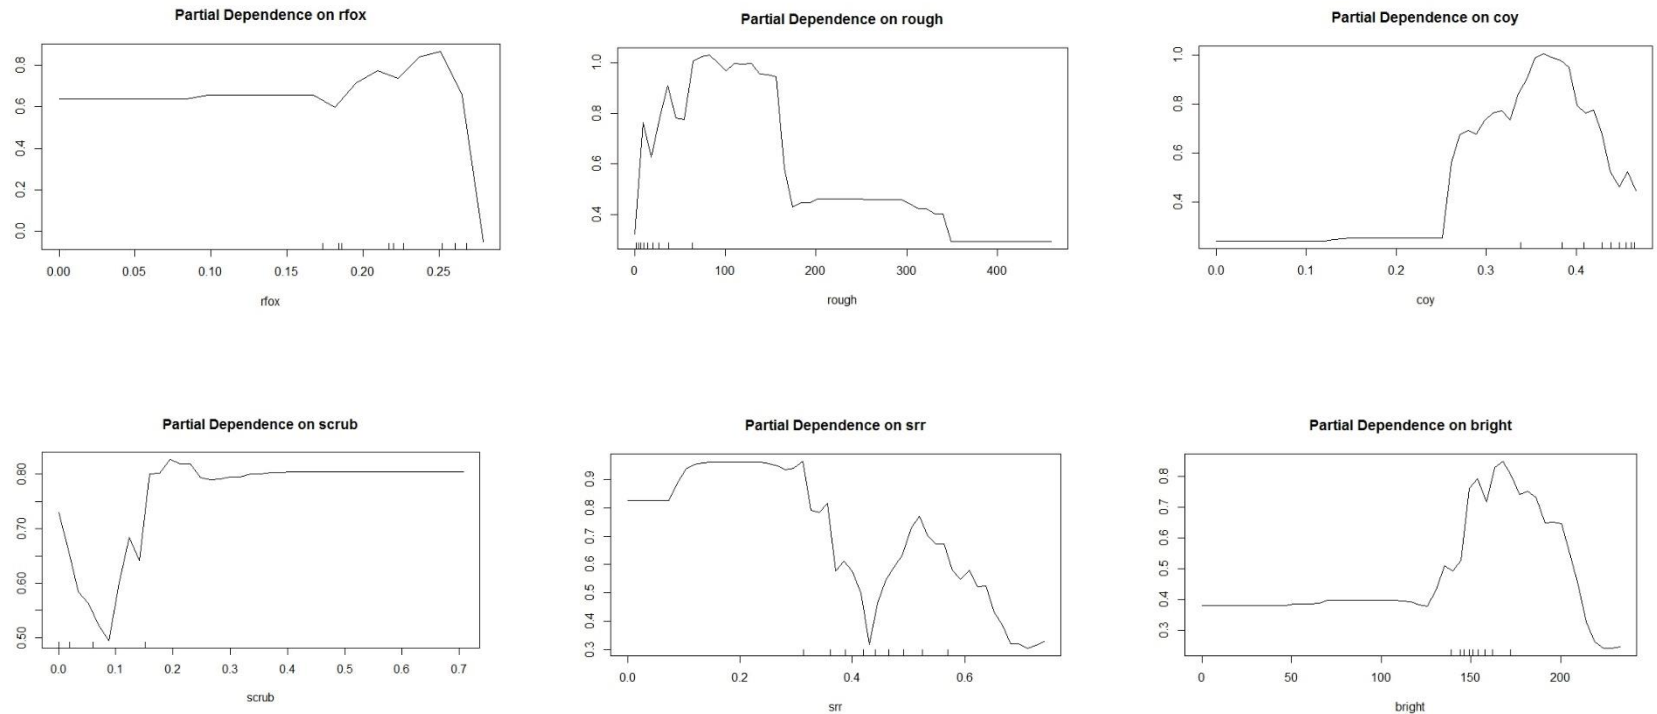 Partial Dependence on rfox
0.8
0.6
0.4
0.2
0.0
0.00 0.05 0.10 0.15 0.20 0.25
rfox
Partial Dependence on rough
1.0
0.8
0.6
0.4
0 100 200 300 400
rough
Partial Dependence on coy
1.0
0.8
0.6
0.4
0.0 0.1 0.2 0.3 0.4
coy
Partial Dependence on scrub
0.80
0.70
0.60
0.50
0.0 0.1 0.2 0.3 0.4 0.5 0.6 0.7
scrub
Partial Dependence on srr
0.9
0.8
0.7
0.6
0.5
0.4
0.3
0.0 0.2 0.4 0.6
srr
Partial Dependence on bright
0.8
0.7
0.6
0.5
0.4
0.3
0 50 100 150 200
bright